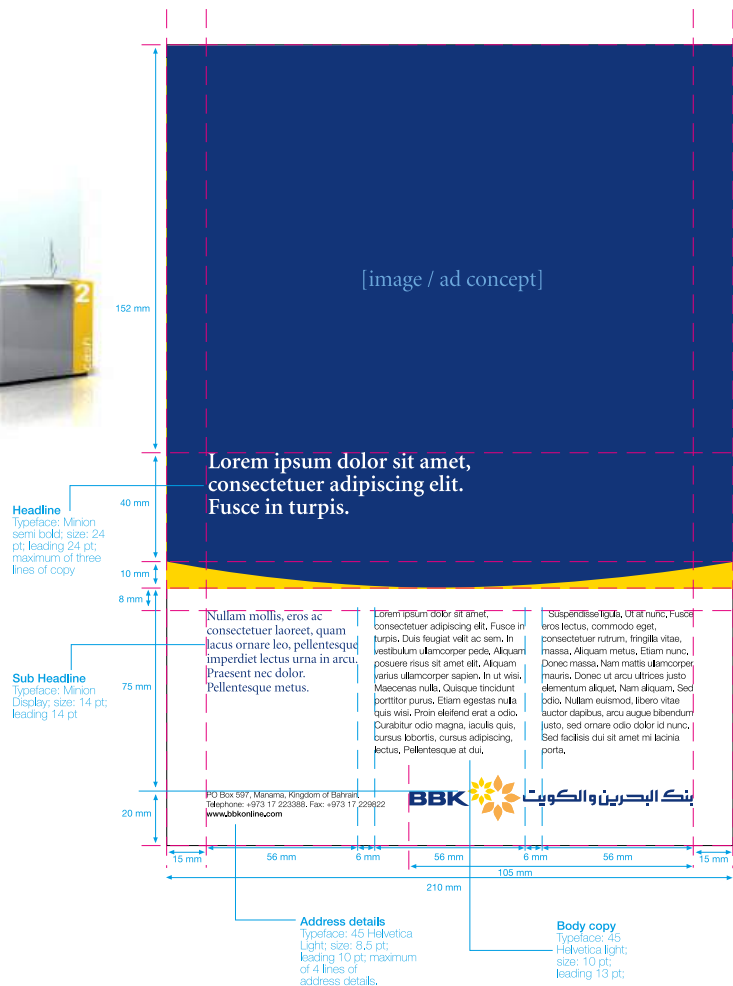 2
cash
[image / ad concept]
152 mm
Lorem ipsum dolor sit amet,
consectetuer adipiscing elit.
Fusce in turpis.
40 mm
Headline
Typeface: Minion
semi bold; size: 24
pt; leading 24 pt;
maximum of three
lines of copy
10 mm
8 mm
Nullam mollis, eros ac
consectetuer laoreet, quam
lacus ornare leo, pellentesque
imperdiet lectus urna in arcu.
Praesent nec dolor.
Pellentesque metus.
Lorem ipsum dolor sit amet,
consectetuer adipiscing elit. Fusce in
turpis. Duis feugiat velit ac sem. In
vestibulum ulamcorper pede, Aliquam
posuere risus sit amet elit. Aliquam
varius ullamcorper sapien. In ut wisi.
Maecenas nulla, Quisque tincidunt
porttitor purus. Etiam egestas nulla
quis wisi. Proin eleifend erat a odio.
Curabitur odio magna, iaculis quis,
cursus lobortis, cursus adipiscing,
lectus, Pellentesque at dui,
Suspendisse ligula, Ut at nunc, Fusce
eros lectus, commodo eget,
consectetuer rutrum, fringilla vitae,
massa, Aliquam metus, Etiam nunc,
Donec massa. Nam mattis ulamcorper
mauris. Donec ut arcu ultrices justo
elementum aliquet, Nam aliquam, Sed
odio. Nullam euismod, libero vitae
auctor dapibus, arcu augue bibendum
justo, sed ornare odio dolor id nunc.
Sed facilisis dui sit amet mi lacinia
porta,
Sub Headline
Typeface: Minion
Display; size: 14 pt;
leading 14 pt
75 mm
PO Box 597, Manama, Kingdom of Bahrain.
Telephone: +973 17 223388. Fax: +973 17 229822
www.bbkonline.com
BBK بنك البحرين والكويت
20 mm
15 mm 56 mm 6 mm 56 mm 6 mm 56 mm 15 mm
105 mm
210 mm
Address details
Typeface: 45 Helvetica
Light; size: 8,5 pt;
leading 10 pt; maximum
of 4 lines of
address details.
Body copy
Typeface: 45
Helvetica light;
size: 10 pt;
leading 13 pt;